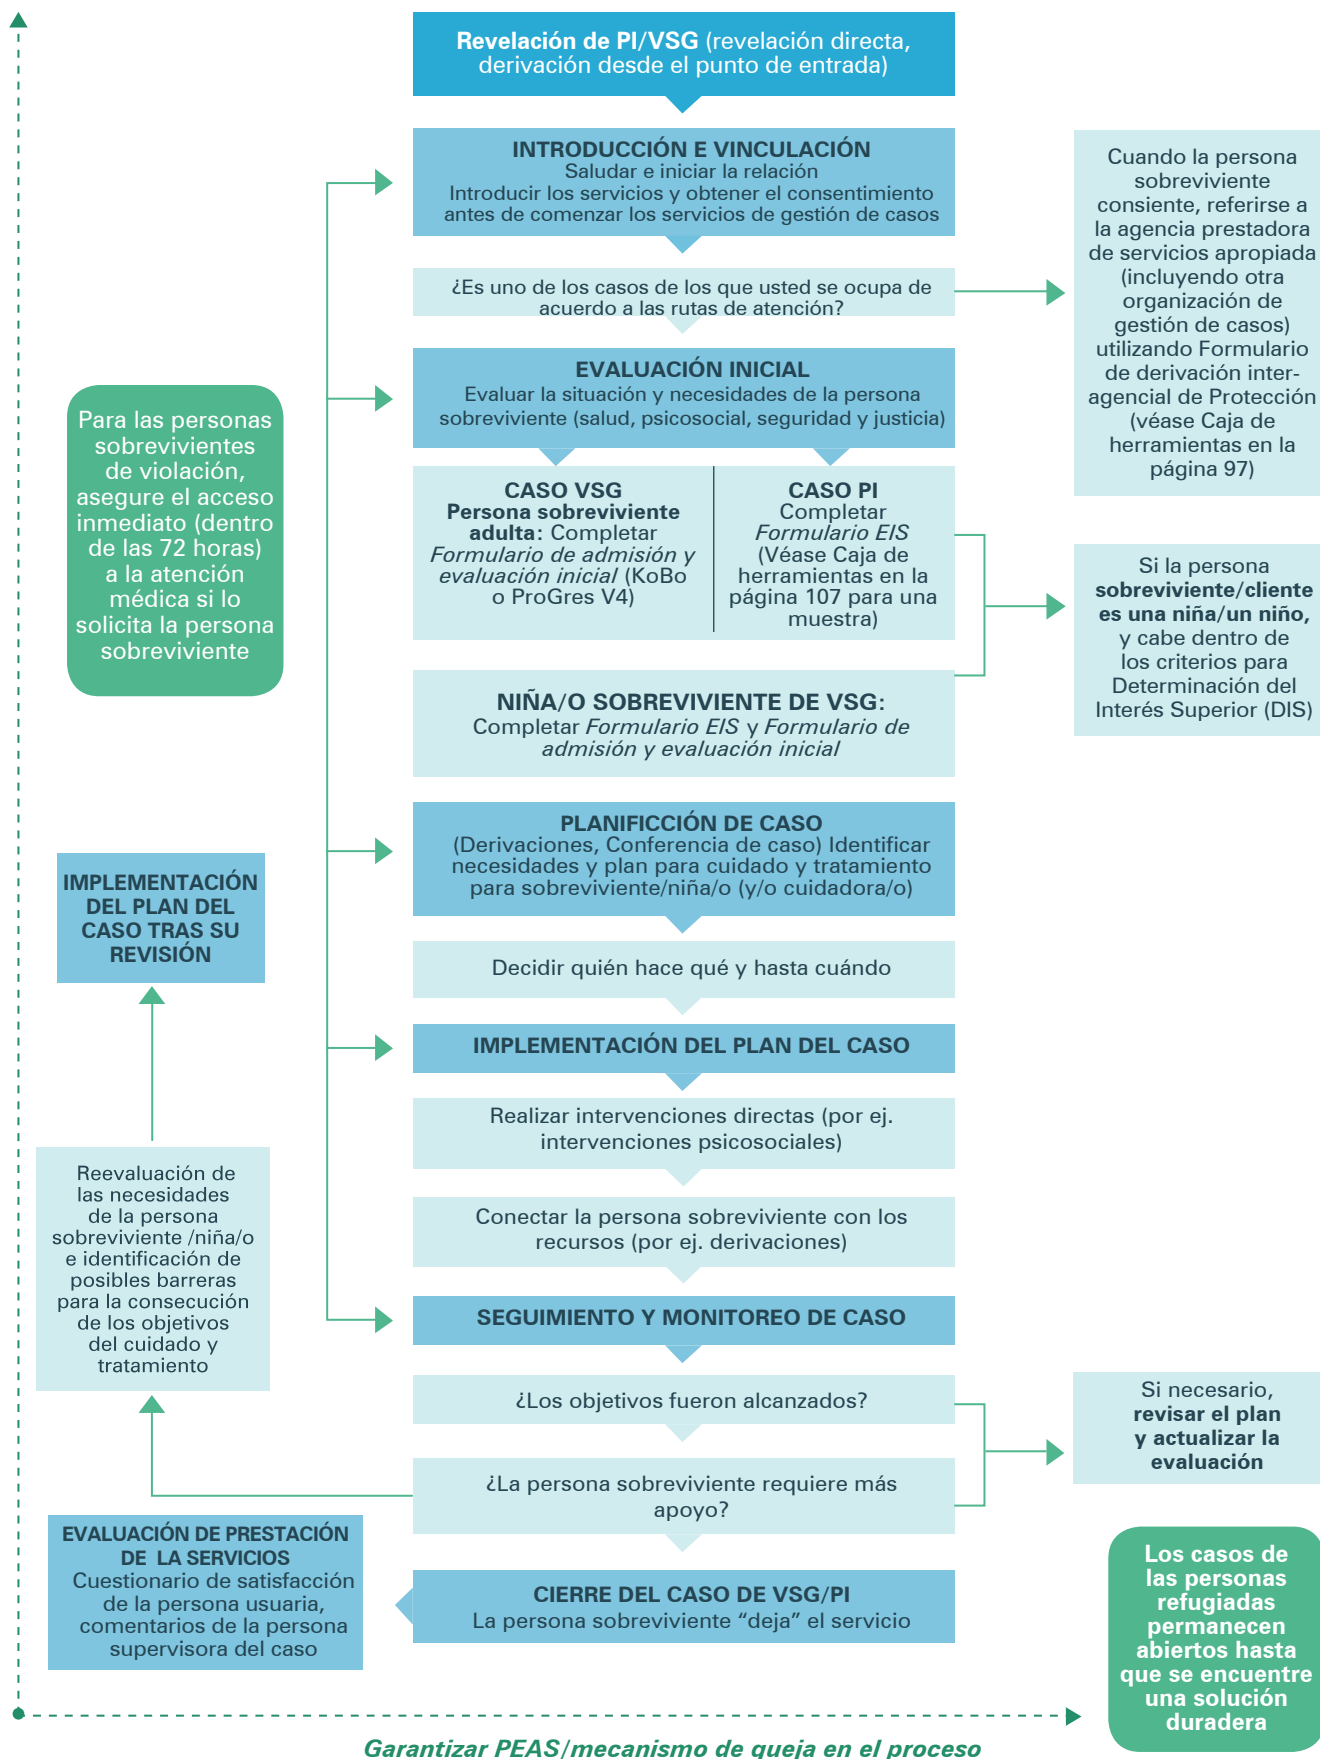 Revelación de PI/VSG (revelación directa,
derivación desde el punto de entrada)
INTRODUCCIÓN E VINCULACIÓN
Saludar e iniciar la relación
Introducir los servicios y obtener el consentimiento
antes de comenzar los servicios de gestión de casos
¿Es uno de los casos de los que usted se ocupa de
acuerdo a las rutas de atención?
Cuando la persona
sobreviviente
consiente, referirse a
la agencia prestadora
de servicios apropiada
(incluyendo otra
organización de
gestión de casos)
utilizando Formulario
de derivación inter-
agencial de Protección
(véase Caja de
herramientas en la
página 97)
EVALUACIÓN INICIAL
Evaluar la situación y necesidades de la persona
sobreviviente (salud, psicosocial, seguridad y justicia)
Para las personas
sobrevivientes
de violación,
asegure el acceso
inmediato (dentro
de las 72 horas)
a la atención
médica si lo
solicita la persona
sobreviviente
CASO VSG
Persona sobreviviente
adulta: Completar
Formulario de admisión y
evaluación inicial (KoBo
o ProGres V4)
CASO PI
Completar
Formulario EIS
(Véase Caja de
herramientas en la
página 107 para una
muestra)
Si la persona
sobreviviente/cliente
es una niña/un niño,
y cabe dentro de
los criterios para
Determinación del
Interés Superior (DIS)
NIÑA/O SOBREVIVIENTE DE VSG:
Completar Formulario EIS y Formulario de
admisión y evaluación inicial
PLANIFICCIÓN DE CASO
(Derivaciones, Conferencia de caso) Identificar
necesidades y plan para cuidado y tratamiento
para sobreviviente/niña/o (y/o cuidadora/o)
Decidir quién hace qué y hasta cuándo
IMPLEMENTACIÓN
DEL PLAN DEL
CASO TRAS SU
REVISIÓN
IMPLEMENTACIÓN DEL PLAN DEL CASO
Realizar intervenciones directas (por ej.
intervenciones psicosociales)
Conectar la persona sobreviviente con los
recursos (por ej. derivaciones)
Reevaluación de
las necesidades
de la persona
sobreviviente /niña/o
e identificación de
posibles barreras
para la consecución
de los objetivos
del cuidado y
tratamiento
SEGUIMIENTO Y MONITOREO DE CASO
¿Los objetivos fueron alcanzados?
¿La persona sobreviviente requiere más
apoyo?
Si necesario,
revisar el plan
y actualizar la
evaluación
EVALUACIÓN DE PRESTACIÓN
DE LA SERVICIOS
Cuestionario de satisfacción
de la persona usuaria,
comentarios de la persona
supervisora del caso
CIERRE DEL CASO DE VSG/PI
La persona sobreviviente “deja” el servicio
Los casos de
las personas
refugiadas
permanecen
abiertos hasta
que se encuentre
una solución
duradera
Garantizar PEAS/mecanismo de queja en el proceso